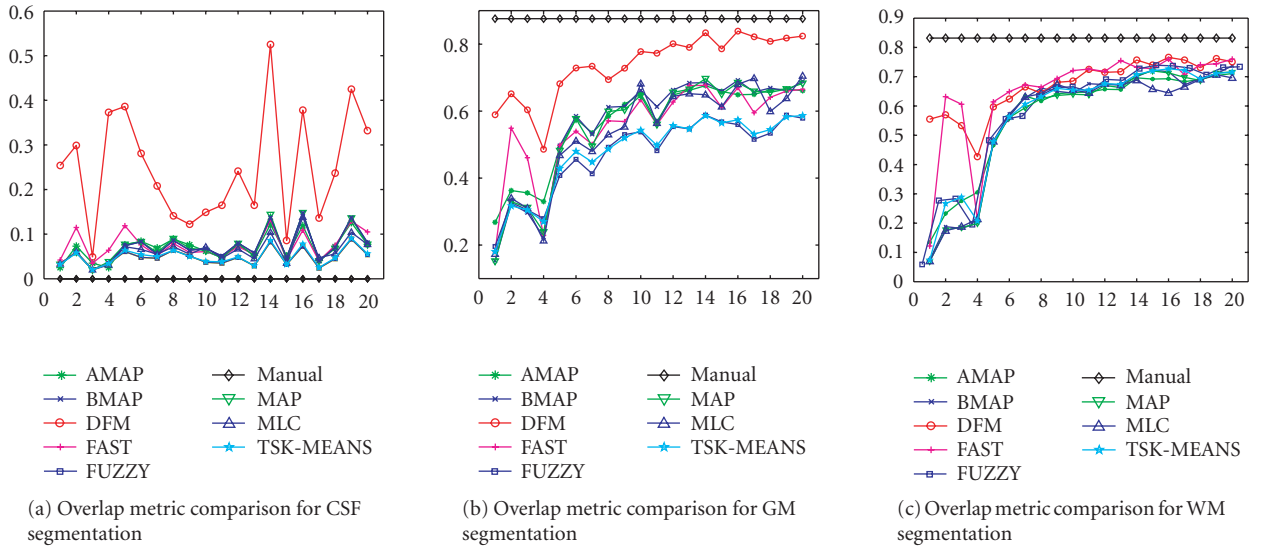 0.6
0.5
0.4
0.3
0.2
0.1
0
0 2 4 6 8 10 12 14 16 18 20
AMAP
BMAP
DFM
FAST
FUZZY
Manual
MAP
MLC
TSK-MEANS
(a) Overlap metric comparison for CSF
segmentation
0.8
0.6
0.4
0.2
0 2 4 6 8 10 12 14 16 18 20
AMAP
BMAP
DFM
FAST
FUZZY
Manual
MAP
MLC
TSK-MEANS
(b) Overlap metric comparison for GM
segmentation
0.9
0.8
0.7
0.6
0.5
0.4
0.3
0.2
0.1
0
0 2 4 6 8 10 12 14 16 18 20
AMAP
BMAP
DFM
FAST
FUZZY
Manual
MAP
MLC
TSK-MEANS
(c) Overlap metric comparison for WM
segmentation